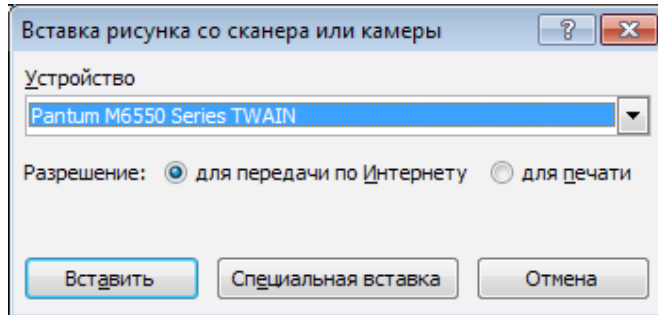 Вставка рисунка со сканера или камеры
Устройство
Pantum M6550 Series TWAIN
Разрешение: для передачи по Интернету для печати
Вставить Специальная вставка Отмена